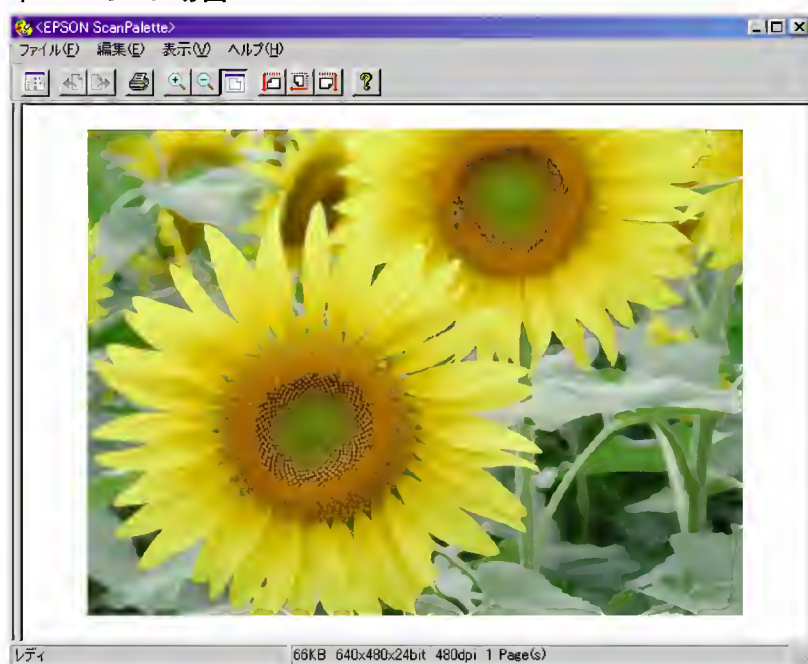 <EPSON ScanPalette>
ファイル(F) 編集(E) 表示(V) ヘルプ(H)
レディ 66KB 640x480x24bit 480dpi 1 Page(s)